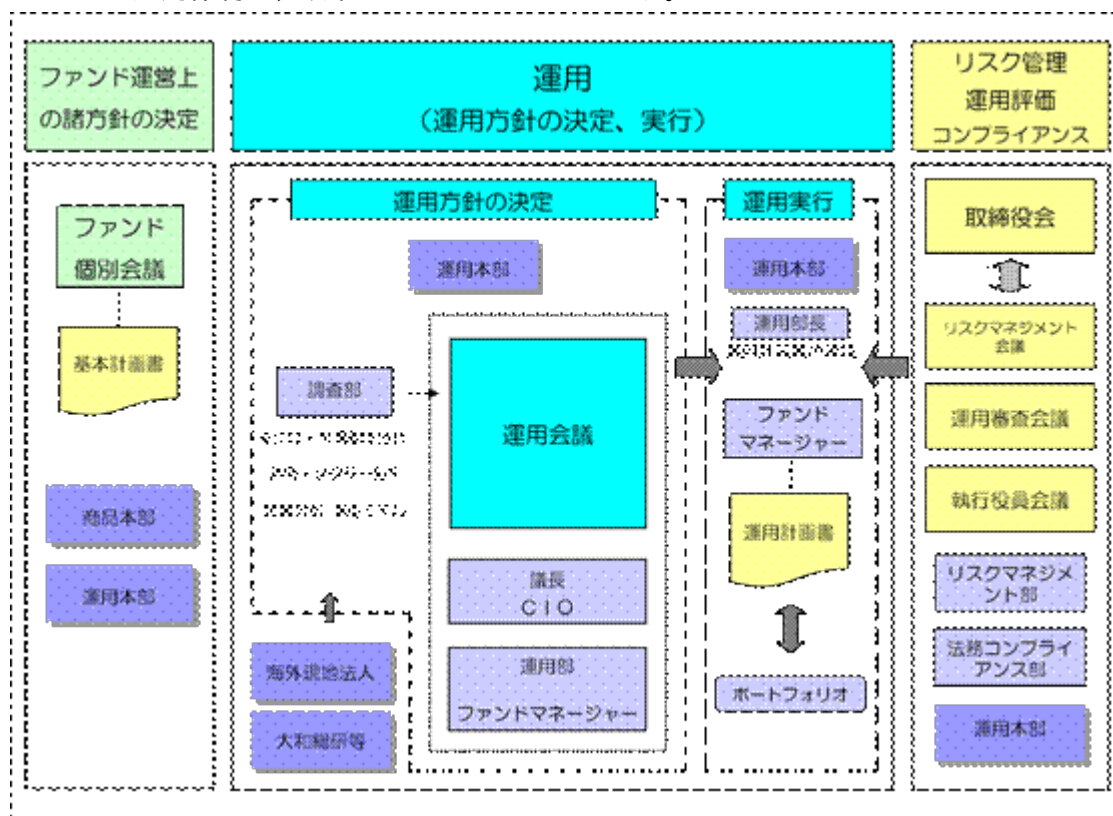 ファンド運営上
の諸方針の決定
運用
（運用方針の決定、実行）
リスク管理
運用評価
コンプライアンス
ファンド
個別会議
基本計画書
商品本部
運用本部
運用方針の決定
運用本部
調査部
運用会議
議長
CIO
運用部
ファンドマネージャー
海外現地法人
大和総研等
運用実行
運用本部
運用部長
ファンド
マネージャー
運用計画書
ポートフォリオ
取締役会
リスクマネジメント
会議
運用審査会議
執行役員会議
リスクマネジメ
ント部
法務コンプライ
アンス部
運用本部